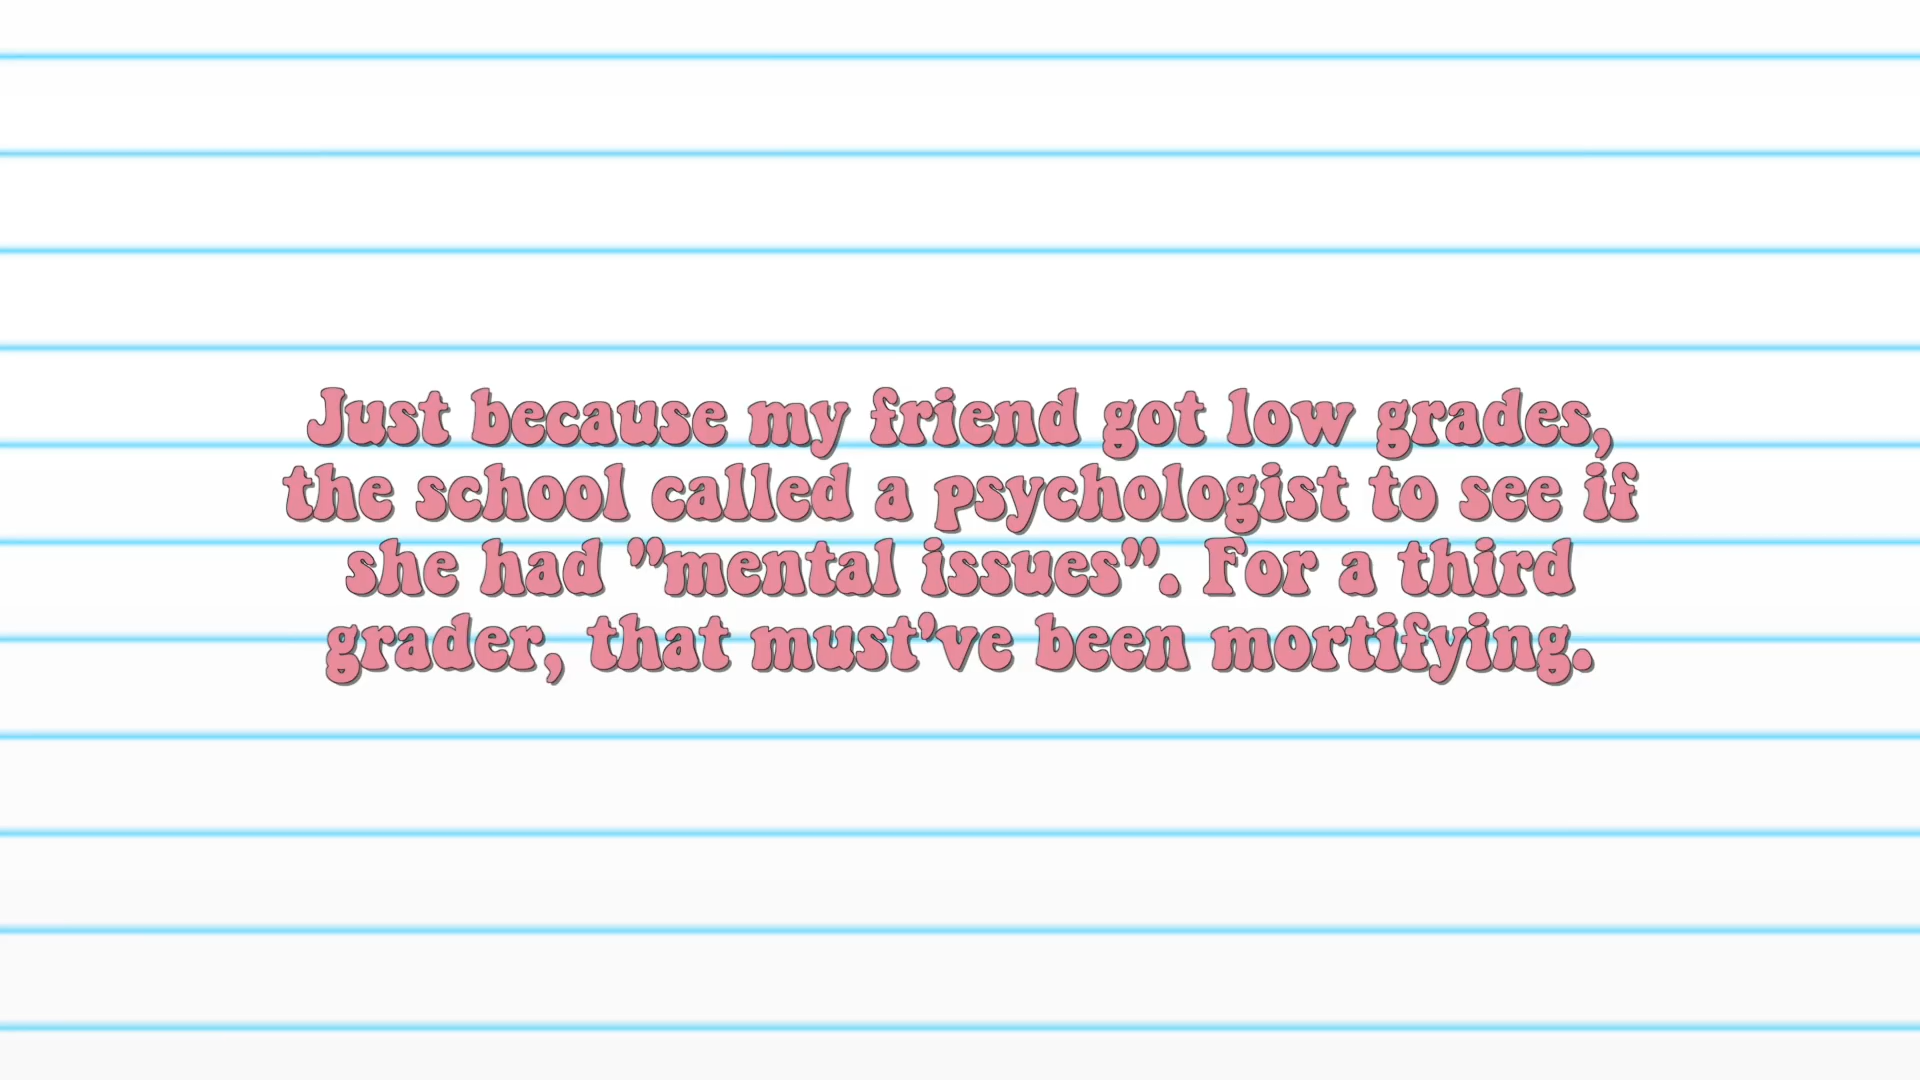 Just because my friend got low grades,
the school called a psychologist to see if
she had "mental issues". For a third
grader, that must've been mortifying.